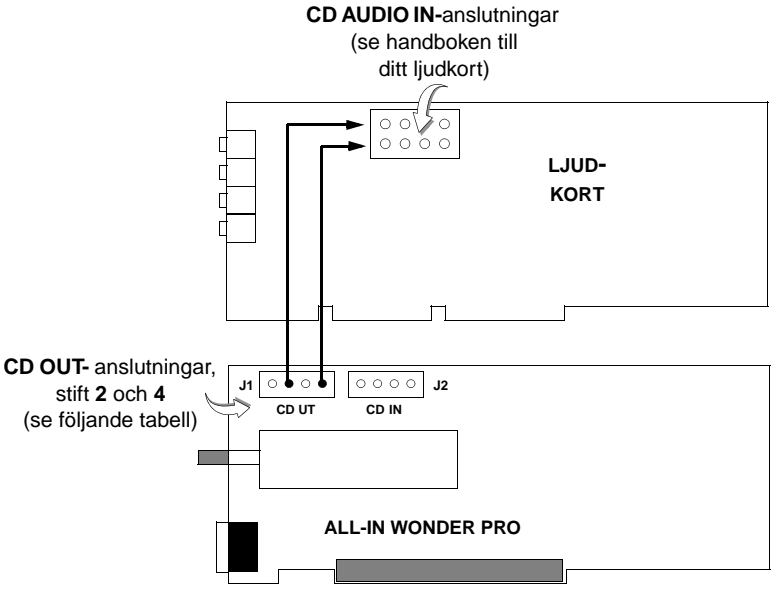 CD AUDIO IN-anslutningar
(se handboken till
ditt ljudkort)
LJUD-
KORT
CD OUT- anslutningar,
stift 2 och 4
(se följande tabell)
J1
J2
CD UT
CD IN
ALL-IN WONDER PRO